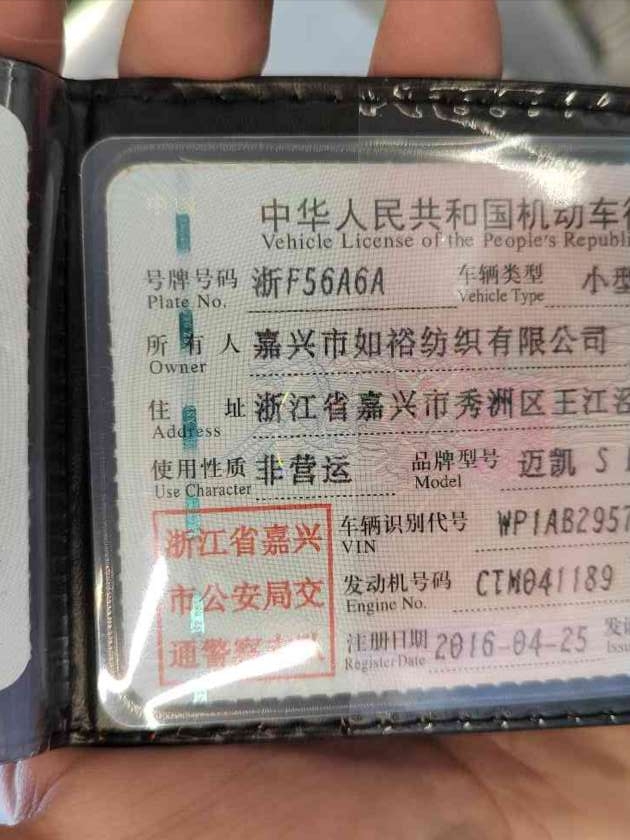 中华人民共和国机动车
Vehicle License of the People's Republi
号牌号码 浙F56A6A 车辆类型 小型
Plate No. Vehicle Type
所有人 嘉兴市如裕纺织有限公司
Owner
住址 浙江省嘉兴市秀洲区王江
Address
使用性质 非营运 品牌型号 迈凯 S
Use Character Model
浙江省嘉兴
市公安局交
通警察
车辆识别代号 WP1AB2957
VIN
发动机号码 CTM041189
Engine No.
注册日期 2016-04-25 发
Register Date Issu